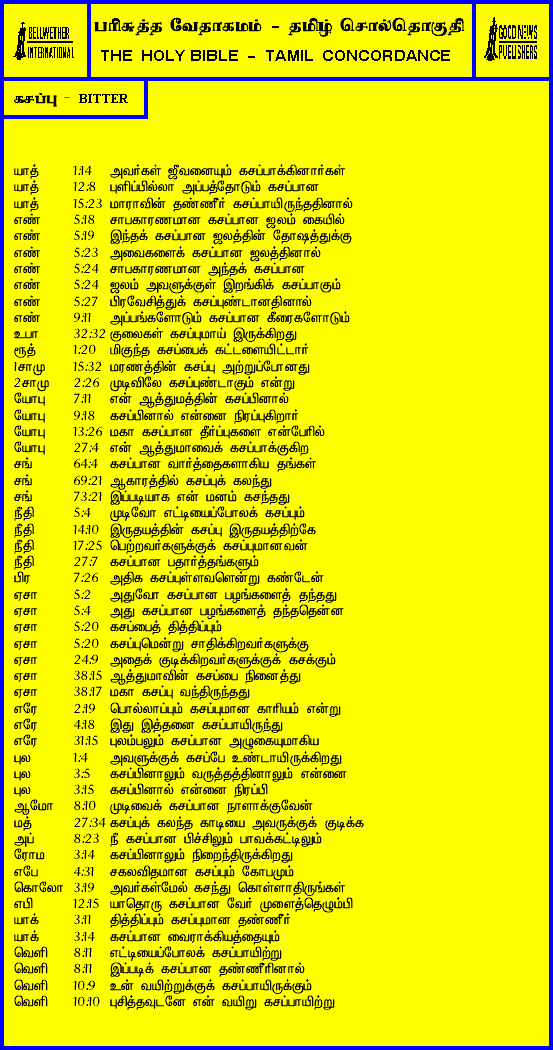 BELLWETHER
INTERNATIONAL
பரிசுத்த வேதாகமம் – தமிழ் சொல்தொகுதி
THE HOLY BIBLE – TAMIL CONCORDANCE
GOOD NEWS
PUBLISHERS
கசப்பு – BITTER
யாத் 1:14 அவர்கள் ஜீவனையும் கசப்பாக்கினார்கள்
யாத் 12:8 புளிப்பில்லா அப்பத்தோடும் கசப்பான
யாத் 15:23 மாராவின் தண்ணீர் கசப்பாயிருந்ததினால்
எண் 5:18 சாபகாரணமான கசப்பான ஜலம் கையில்
எண் 5:19 இந்தக் கசப்பான ஜலத்தின் தோஷத்துக்கு
எண் 5:23 அவைகளைக் கசப்பான ஜலத்தினால்
எண் 5:24 சாபகாரணமான அந்தக் கசப்பான
எண் 5:24 ஜலம் அவளுக்குள் இறங்கிக் கசப்பாகும்
எண் 5:27 பிரவேசித்துக் கசப்புண்டானதினால்
எண் 9:11 அப்பங்களோடும் கசப்பான கீரைகளோடும்
உபா 32:32 குலைகள் கசப்புமாய் இருக்கிறது
ரூத் 1:20 மிகுந்த கசப்பைக் கட்டளையிட்டார்
1சாமு 15:32 மரணத்தின் கசப்பு அற்றுப்போனது
2சாமு 2:26 முடிவிலே கசப்புண்டாகும் என்று
யோபு 7:11 என் ஆத்துமத்தின் கசப்பினால்
யோபு 9:18 கசப்பினால் என்னை நிரப்புகிறார்
யோபு 13:26 மகா கசப்பான தீர்ப்புகளை என்பேரில்
யோபு 27:4 என் ஆத்துமாவைக் கசப்பாக்குகிற
சங் 64:4 கசப்பான வார்த்தைகளாகிய தங்கள்
சங் 69:21 ஆகாரத்தில் கசப்புக் கலந்து
சங் 73:21 இப்படியாக என் மனம் கசந்தது
நீதி 5:4 முடிவோ எட்டியைப்போலக் கசப்பும்
நீதி 14:10 இருதயத்தின் கசப்பு இருதயத்திற்கே
நீதி 17:25 பெற்றவர்களுக்குக் கசப்புமானவன்
நீதி 27:7 கசப்பான பதார்த்தங்களும்
பிர 7:26 அதிக கசப்புள்ளவளென்று கண்டேன்
ஏசா 5:2 அதுவோ கசப்பான பழங்களைத் தந்தது
ஏசா 5:4 அது கசப்பான பழங்களைத் தந்ததென்ன
ஏசா 5:20 கசப்பைத் தித்திப்பும்
ஏசா 5:20 கசப்புமென்று சாதிக்கிறவர்களுக்கு
ஏசா 24:9 அதைக் குடிக்கிறவர்களுக்குக் கசக்கும்
ஏசா 38:15 ஆத்துமாவின் கசப்பை நினைத்து
ஏசா 38:17 மகா கசப்பு வந்திருந்தது
எரே 2:19 பொல்லாப்பும் கசப்புமான காரியம் என்று
எரே 4:18 இது இத்தனை கசப்பாயிருந்து
எரே 31:15 புலம்பலும் கசப்பான அழுகையுமாகிய
புல 1:4 அவளுக்குக் கசப்பே உண்டாயிருக்கிறது
புல 3:5 கசப்பினாலும் வருத்தத்தினாலும் என்னை
புல 3:15 கசப்பினால் என்னை நிரப்பி
ஆமோ 8:10 முடிவைக் கசப்பான நாளாக்குவேன்
மத் 27:34 கசப்புக் கலந்த காடியை அவருக்குக் குடிக்க
அப் 8:23 நீ கசப்பான பிச்சிலும் பாவக்கட்டிலும்
ரோம 3:14 கசப்பினாலும் நிறைந்திருக்கிறது
எபே 4:31 சகலவிதமான கசப்பும் கோபமும்
கொலோ 3:19 அவர்கள்மேல் கசந்து கொள்ளாதிருங்கள்
எபி 12:15 யாதொரு கசப்பான வேர் முளைத்தெழும்பி
யாக் 3:11 தித்திப்பும் கசப்புமான தண்ணீர்
யாக் 3:14 கசப்பான வைராக்கியத்தையும்
வெளி 8:11 எட்டியைப்போலக் கசப்பாயிற்று
வெளி 8:11 இப்படிக் கசப்பான தண்ணீரினால்
வெளி 10:9 உன் வயிற்றுக்குக் கசப்பாயிருக்கும்
வெளி 10:10 புசித்தவுடனே என் வயிறு கசப்பாயிற்று